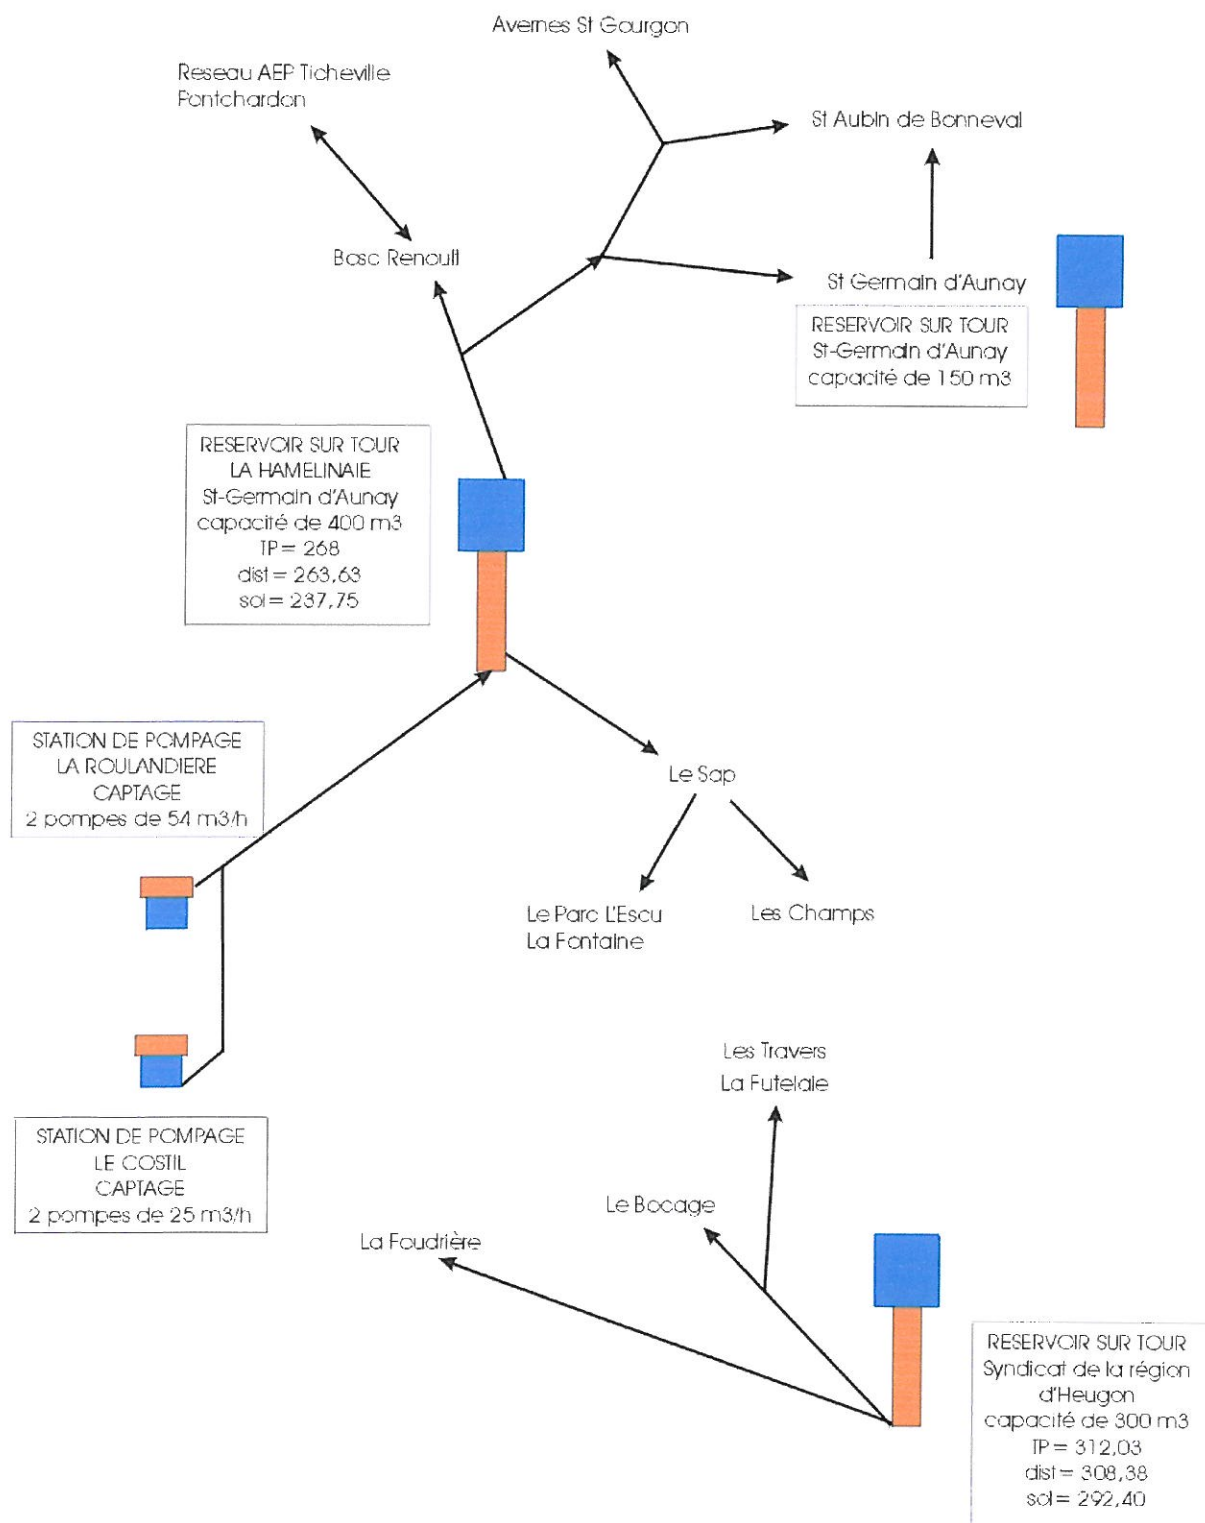 Avernes St Gourgon
Reseau AEP Ticheville
Pontchardon
St Aubin de Bonneval
Bosc Renoult
St Germain d'Aunay
RESERVOIR SUR TOUR
St-Germain d'Aunay
capacité de 150 m3
RESERVOIR SUR TOUR
LA HAMELINAIE
St-Germain d'Aunay
capacité de 400 m3
TP = 268
dist = 263,63
sol = 237,75
STATION DE POMPAGE
LA ROULANDIERE
CAPTAGE
2 pompes de 54 m3/h
Le Sap
Le Parc L'Escu
La Fontaine
Les Champs
Les Travers
La Futelaie
STATION DE POMPAGE
LE COSTIL
CAPTAGE
2 pompes de 25 m3/h
Le Bocage
La Foudrière
RESERVOIR SUR TOUR
Syndicat de la région
d'Heugon
capacité de 300 m3
TP = 312,03
dist = 308,38
sol = 292,40